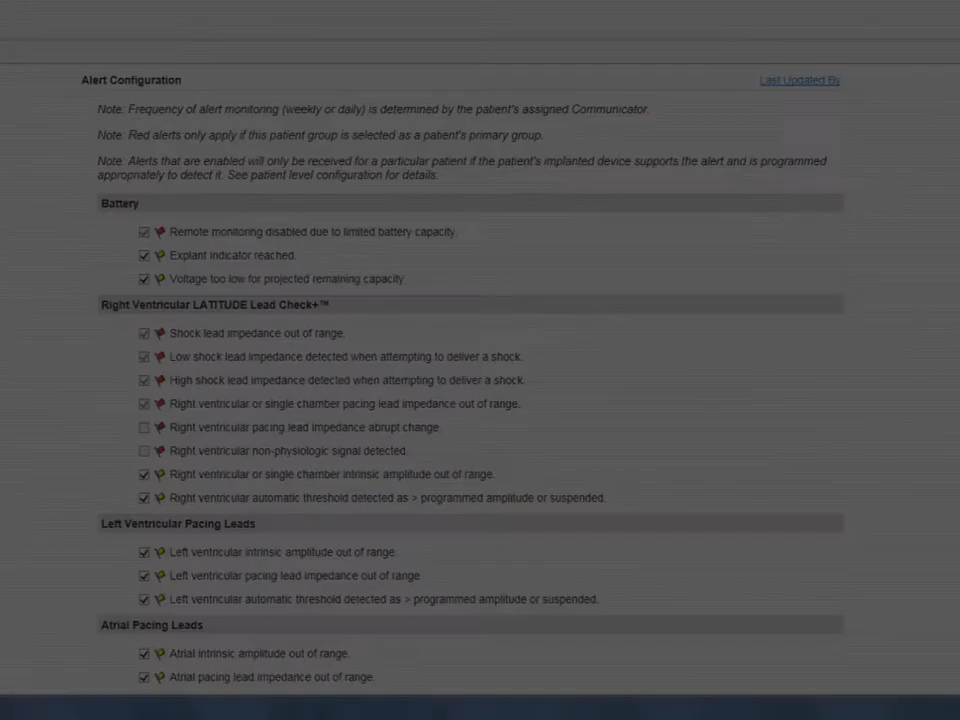 Alert Configuration
Last Updated By
Note: Frequency of alert monitoring (weekly or daily) is determined by the patient's assigned Communicator.
Note: Red alerts only apply if this patient group is selected as a patient's primary group.
Note: Alerts that are enabled will only be received for a particular patient if the patient's implanted device supports the alert and is programmed
appropriately to detect it. See patient level configuration for details.
Battery
Remote monitoring disabled due to limited battery capacity.
Explant indicator reached.
Voltage too low for projected remaining capacity
Right Ventricular LATITUDE Lead Check+™
Shock lead impedance out of range.
Low shock lead impedance detected when attempting to deliver a shock.
High shock lead impedance detected when attempting to deliver a shock.
Right ventricular or single chamber pacing lead impedance out of range.
Right ventricular pacing lead impedance abrupt change.
Right ventricular non-physiologic signal detected.
Right ventricular or single chamber intrinsic amplitude out of range.
Right ventricular automatic threshold detected as > programmed amplitude or suspended.
Left Ventricular Pacing Leads
Left ventricular intrinsic amplitude out of range.
Left ventricular pacing lead impedance out of range
Left ventricular automatic threshold detected as > programmed amplitude or suspended.
Atrial Pacing Leads
Atrial intrinsic amplitude out of range.
Atrial pacing lead impedance out of range.